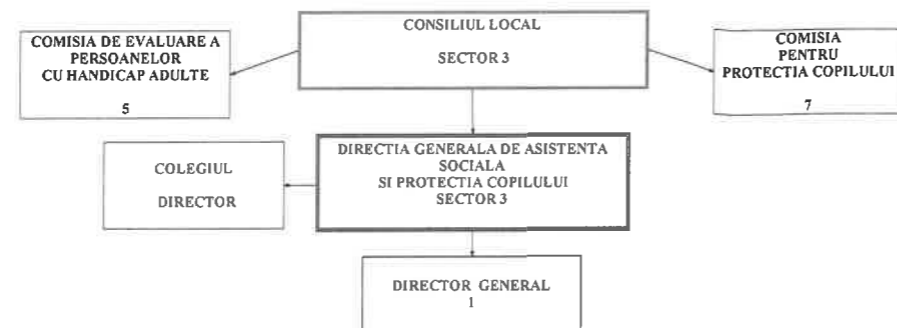 CONSILIUL LOCAL
SECTOR 3
COMISIA DE EVALUARE A
PERSOANELOR
CU HANDICAP ADULTE
5
COMISIA
PENTRU
PROTECTIA COPILULUI
7
DIRECTIA GENERALA DE ASISTENTA
SOCIALA
SI PROTECTIA COPILULUI
SECTOR 3
COLEGIUL
DIRECTOR
DIRECTOR GENERAL
1